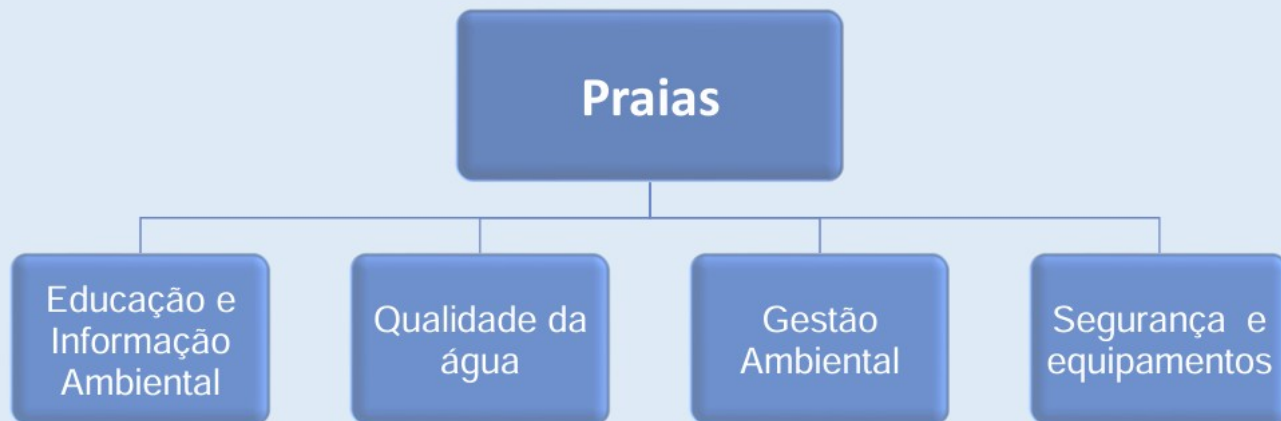 Praias
Educação e
Informação
Ambiental
Qualidade da
água
Gestão
Ambiental
Segurança e
equipamentos